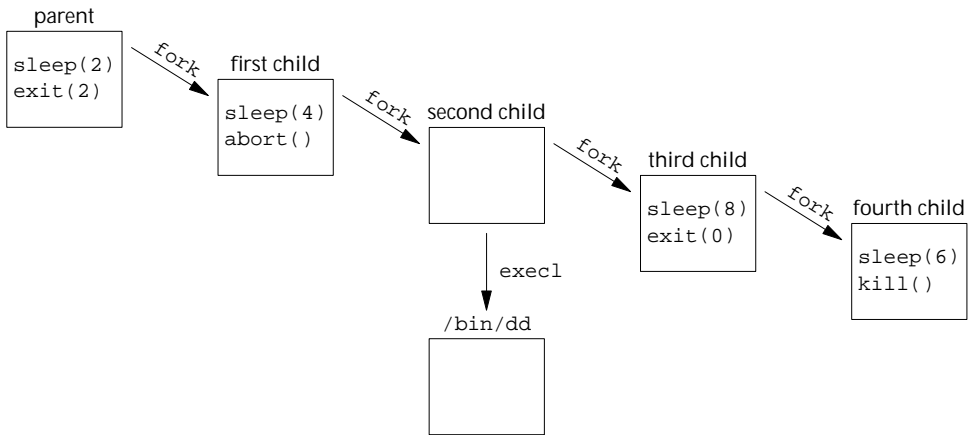 parent
sleep(2)
exit(2)
fork
first child
sleep(4)
abort()
fork
second child
fork
third child
sleep(8)
exit(0)
fork
fourth child
sleep(6)
kill()
execl
/bin/dd